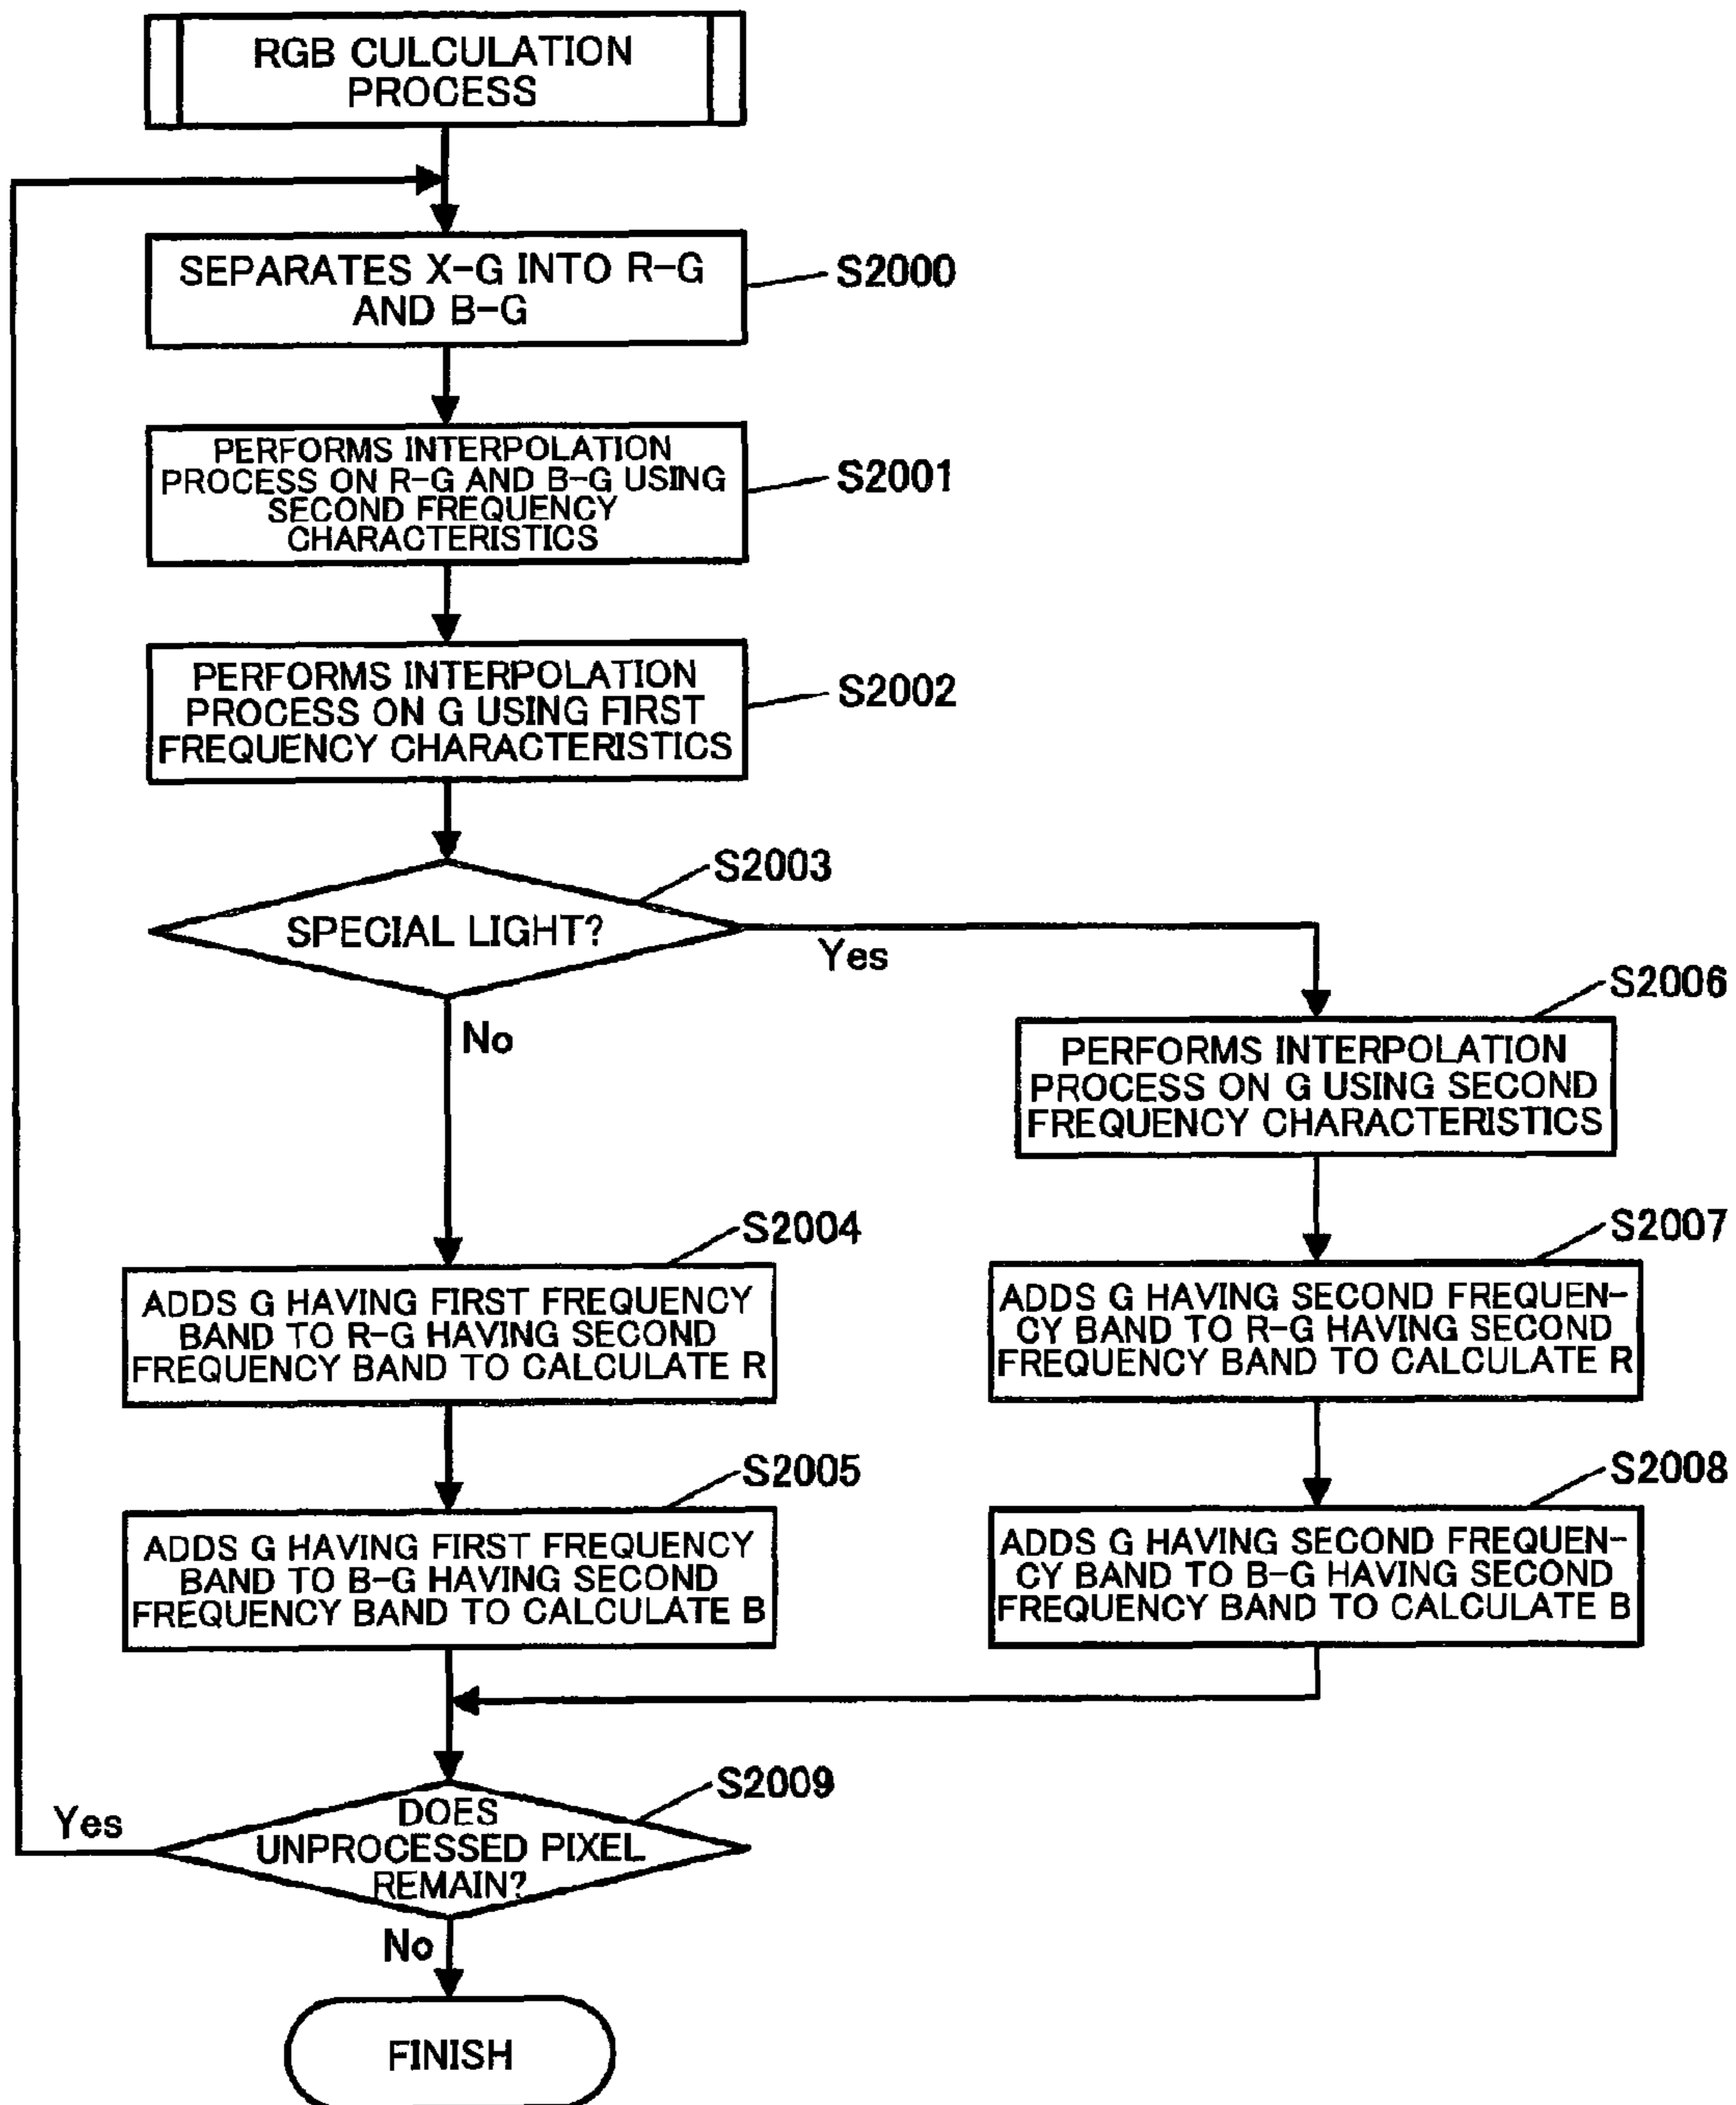 RGB CULCULATION
PROCESS
SEPARATES X-G INTO R-G
AND B-G
S2000
PERFORMS INTERPOLATION
PROCESS ON R-G AND B-G USING
SECOND FREQUENCY
CHARACTERISTICS
S2001
PERFORMS INTERPOLATION
PROCESS ON G USING FIRST
FREQUENCY CHARACTERISTICS
S2002
S2003
SPECIAL LIGHT?
Yes
No
S2006
PERFORMS INTERPOLATION
PROCESS ON G USING SECOND
FREQUENCY CHARACTERISTICS
S2004
ADDS G HAVING FIRST FREQUENCY
BAND TO R-G HAVING SECOND
FREQUENCY BAND TO CALCULATE R
S2007
ADDS G HAVING SECOND FREQUEN-
CY BAND TO R-G HAVING SECOND
FREQUENCY BAND TO CALCULATE R
S2005
ADDS G HAVING FIRST FREQUENCY
BAND TO B-G HAVING SECOND
FREQUENCY BAND TO CALCULATE B
S2008
ADDS G HAVING SECOND FREQUEN-
CY BAND TO B-G HAVING SECOND
FREQUENCY BAND TO CALCULATE B
S2009
DOES
UNPROCESSED PIXEL
REMAIN?
Yes
No
FINISH